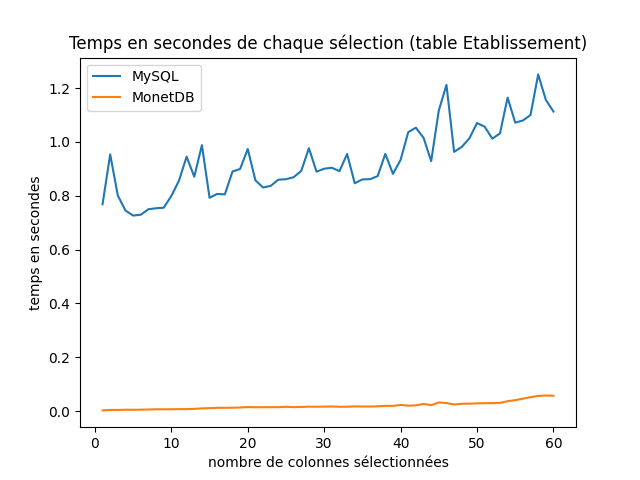 Temps en secondes de chaque sélection (table Etablissement)
MySQL
MonetDB
temps en secondes
1.2
1.0
0.8
0.6
0.4
0.2
0.0
0 10 20 30 40 50 60
nombre de colonnes sélectionnées